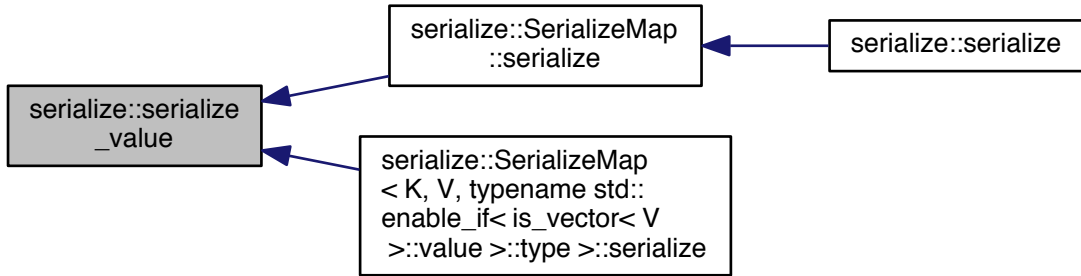 serialize::serialize
_value
serialize::SerializeMap
::serialize
serialize::serialize
serialize::SerializeMap
< K, V, typename std::
enable_if< is_vector< V
>::value >::type >::serialize